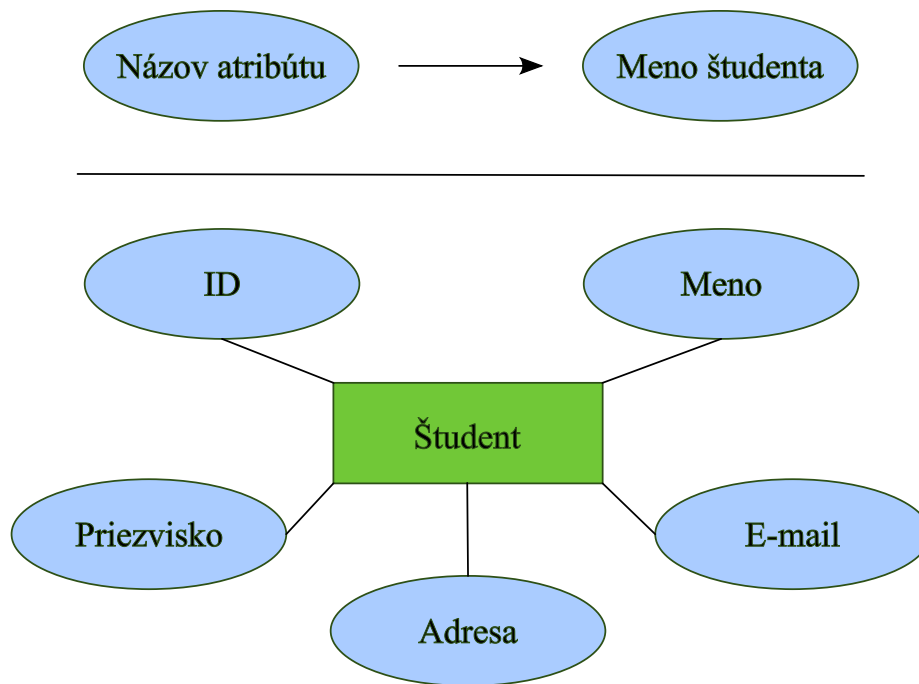 Názov atribútu
Meno študenta
ID
Meno
Študent
Priezvisko
E-mail
Adresa